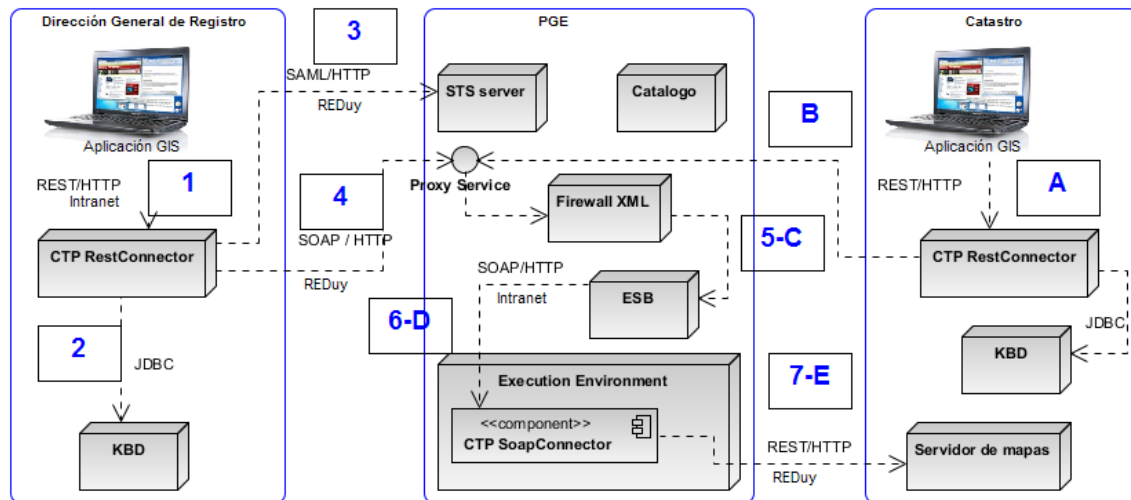 Dirección General de Registro
Aplicación GIS
REST/HTTP
Intranet
1
CTP RestConnector
2
JDBC
KBD
3
SAML/HTTP
REDuy
4
SOAP / HTTP
REDuy
PGE
STS server
Catalogo
Proxy Service
Firewall XML
5-C
SOAP/HTTP
Intranet
ESB
6-D
Execution Environment
<<component>>
CTP SoapConnector
7-E
REST/HTTP
REDuy
B
Catastro
Aplicación GIS
REST/HTTP
A
CTP RestConnector
JDBC
KBD
Servidor de mapas